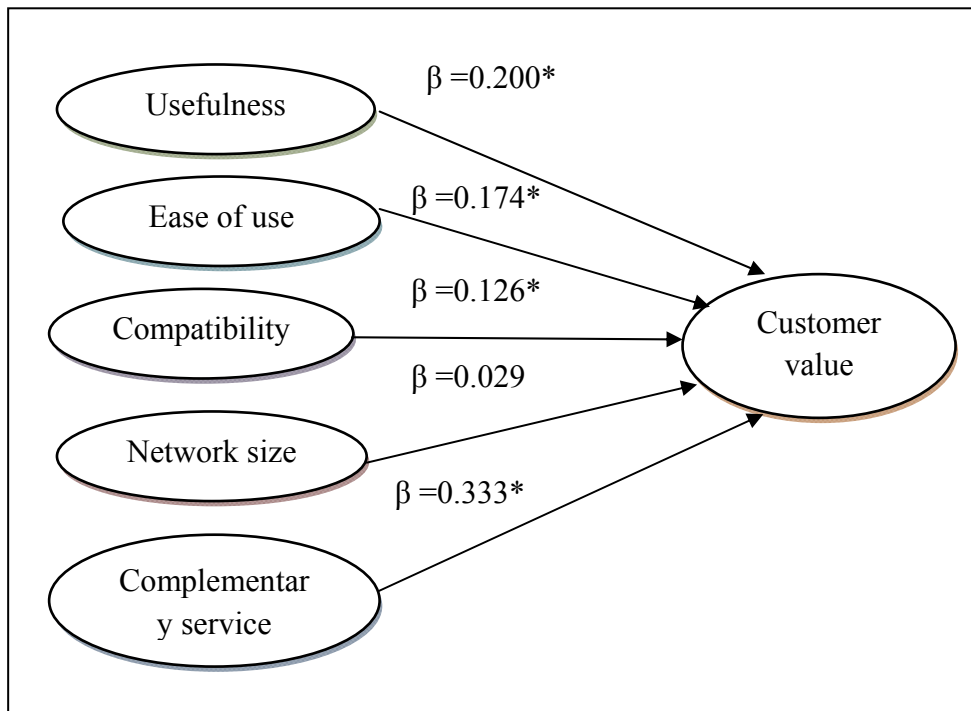 β =0.200*
Usefulness
β =0.174*
Ease of use
β =0.126*
Compatibility
Customer
value
β =0.029
Network size
β =0.333*
Complementar
y service